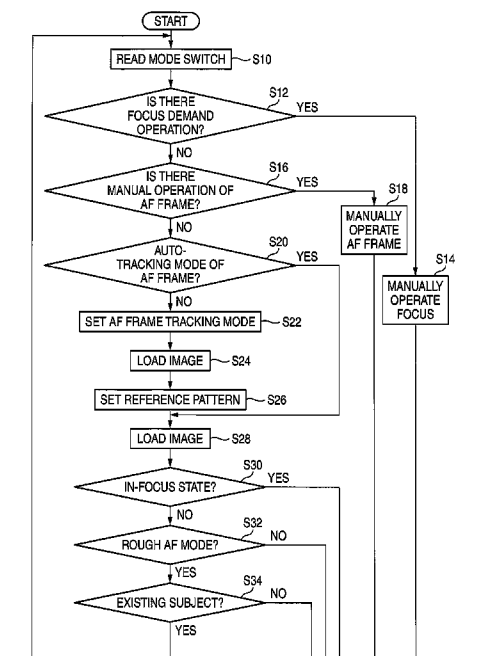 START
READ MODE SWITCH
S10
IS THERE
FOCUS DEMAND
OPERATION?
S12
YES
NO
IS THERE
MANUAL OPERATION OF
AF FRAME?
S16
YES
NO
S18
MANUALLY
OPERATE
AF FRAME
AUTO-
TRACKING MODE OF
AF FRAME?
S20
YES
NO
S14
MANUALLY
OPERATE
FOCUS
SET AF FRAME TRACKING MODE
S22
LOAD IMAGE
S24
SET REFERENCE PATTERN
S26
LOAD IMAGE
S28
IN-FOCUS STATE?
S30
YES
NO
ROUGH AF MODE?
S32
NO
YES
EXISTING SUBJECT?
S34
NO
YES